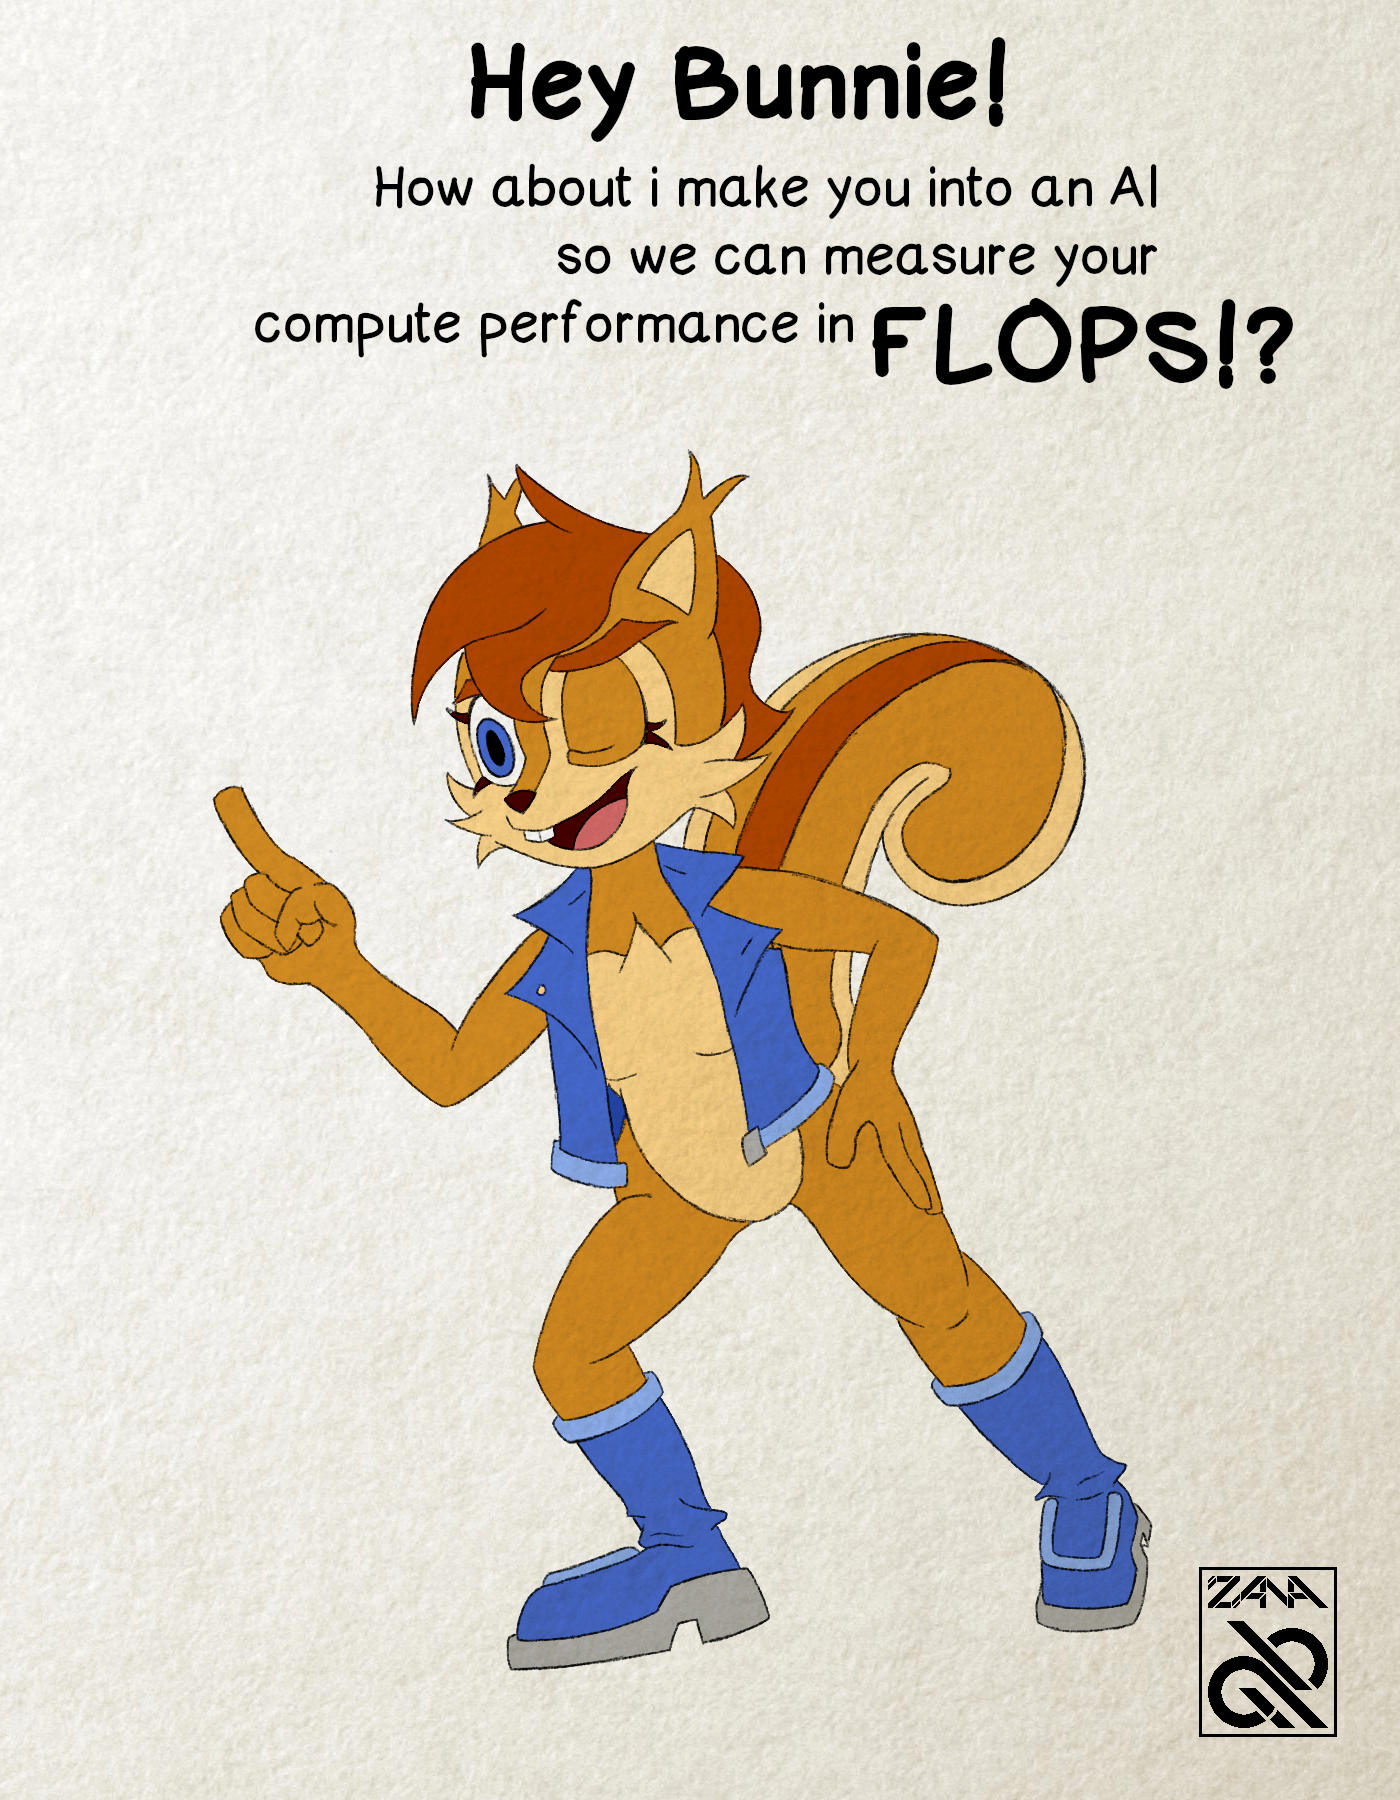 Hey Bunnie!
How about i make you into an AI
so we can measure your
compute performance in FLOPS!?
ZANA